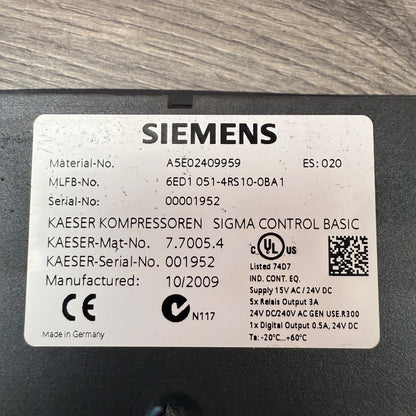 SIEMENS
Material-No. A5E02409959 ES: 020
MLFB-No. 6ED1 051-4RS10-0BA1
Serial-No: 00001952
KAESER KOMPRESSOREN SIGMA CONTROL BASIC
KAESER-Mat-No. 7.7005.4
KAESER-Serial-No. 001952
Manufactured: 10/2009
C UL US
Listed 74D7
IND. CONT. EQ.
Supply 15V AC / 24V DC
5x Relais Output 3A
24V DC/240V AC GEN USE.R300
1x Digital Output 0.5A, 24V DC
Ta: -20°C...+60°C
CE
N117
Made in Germany